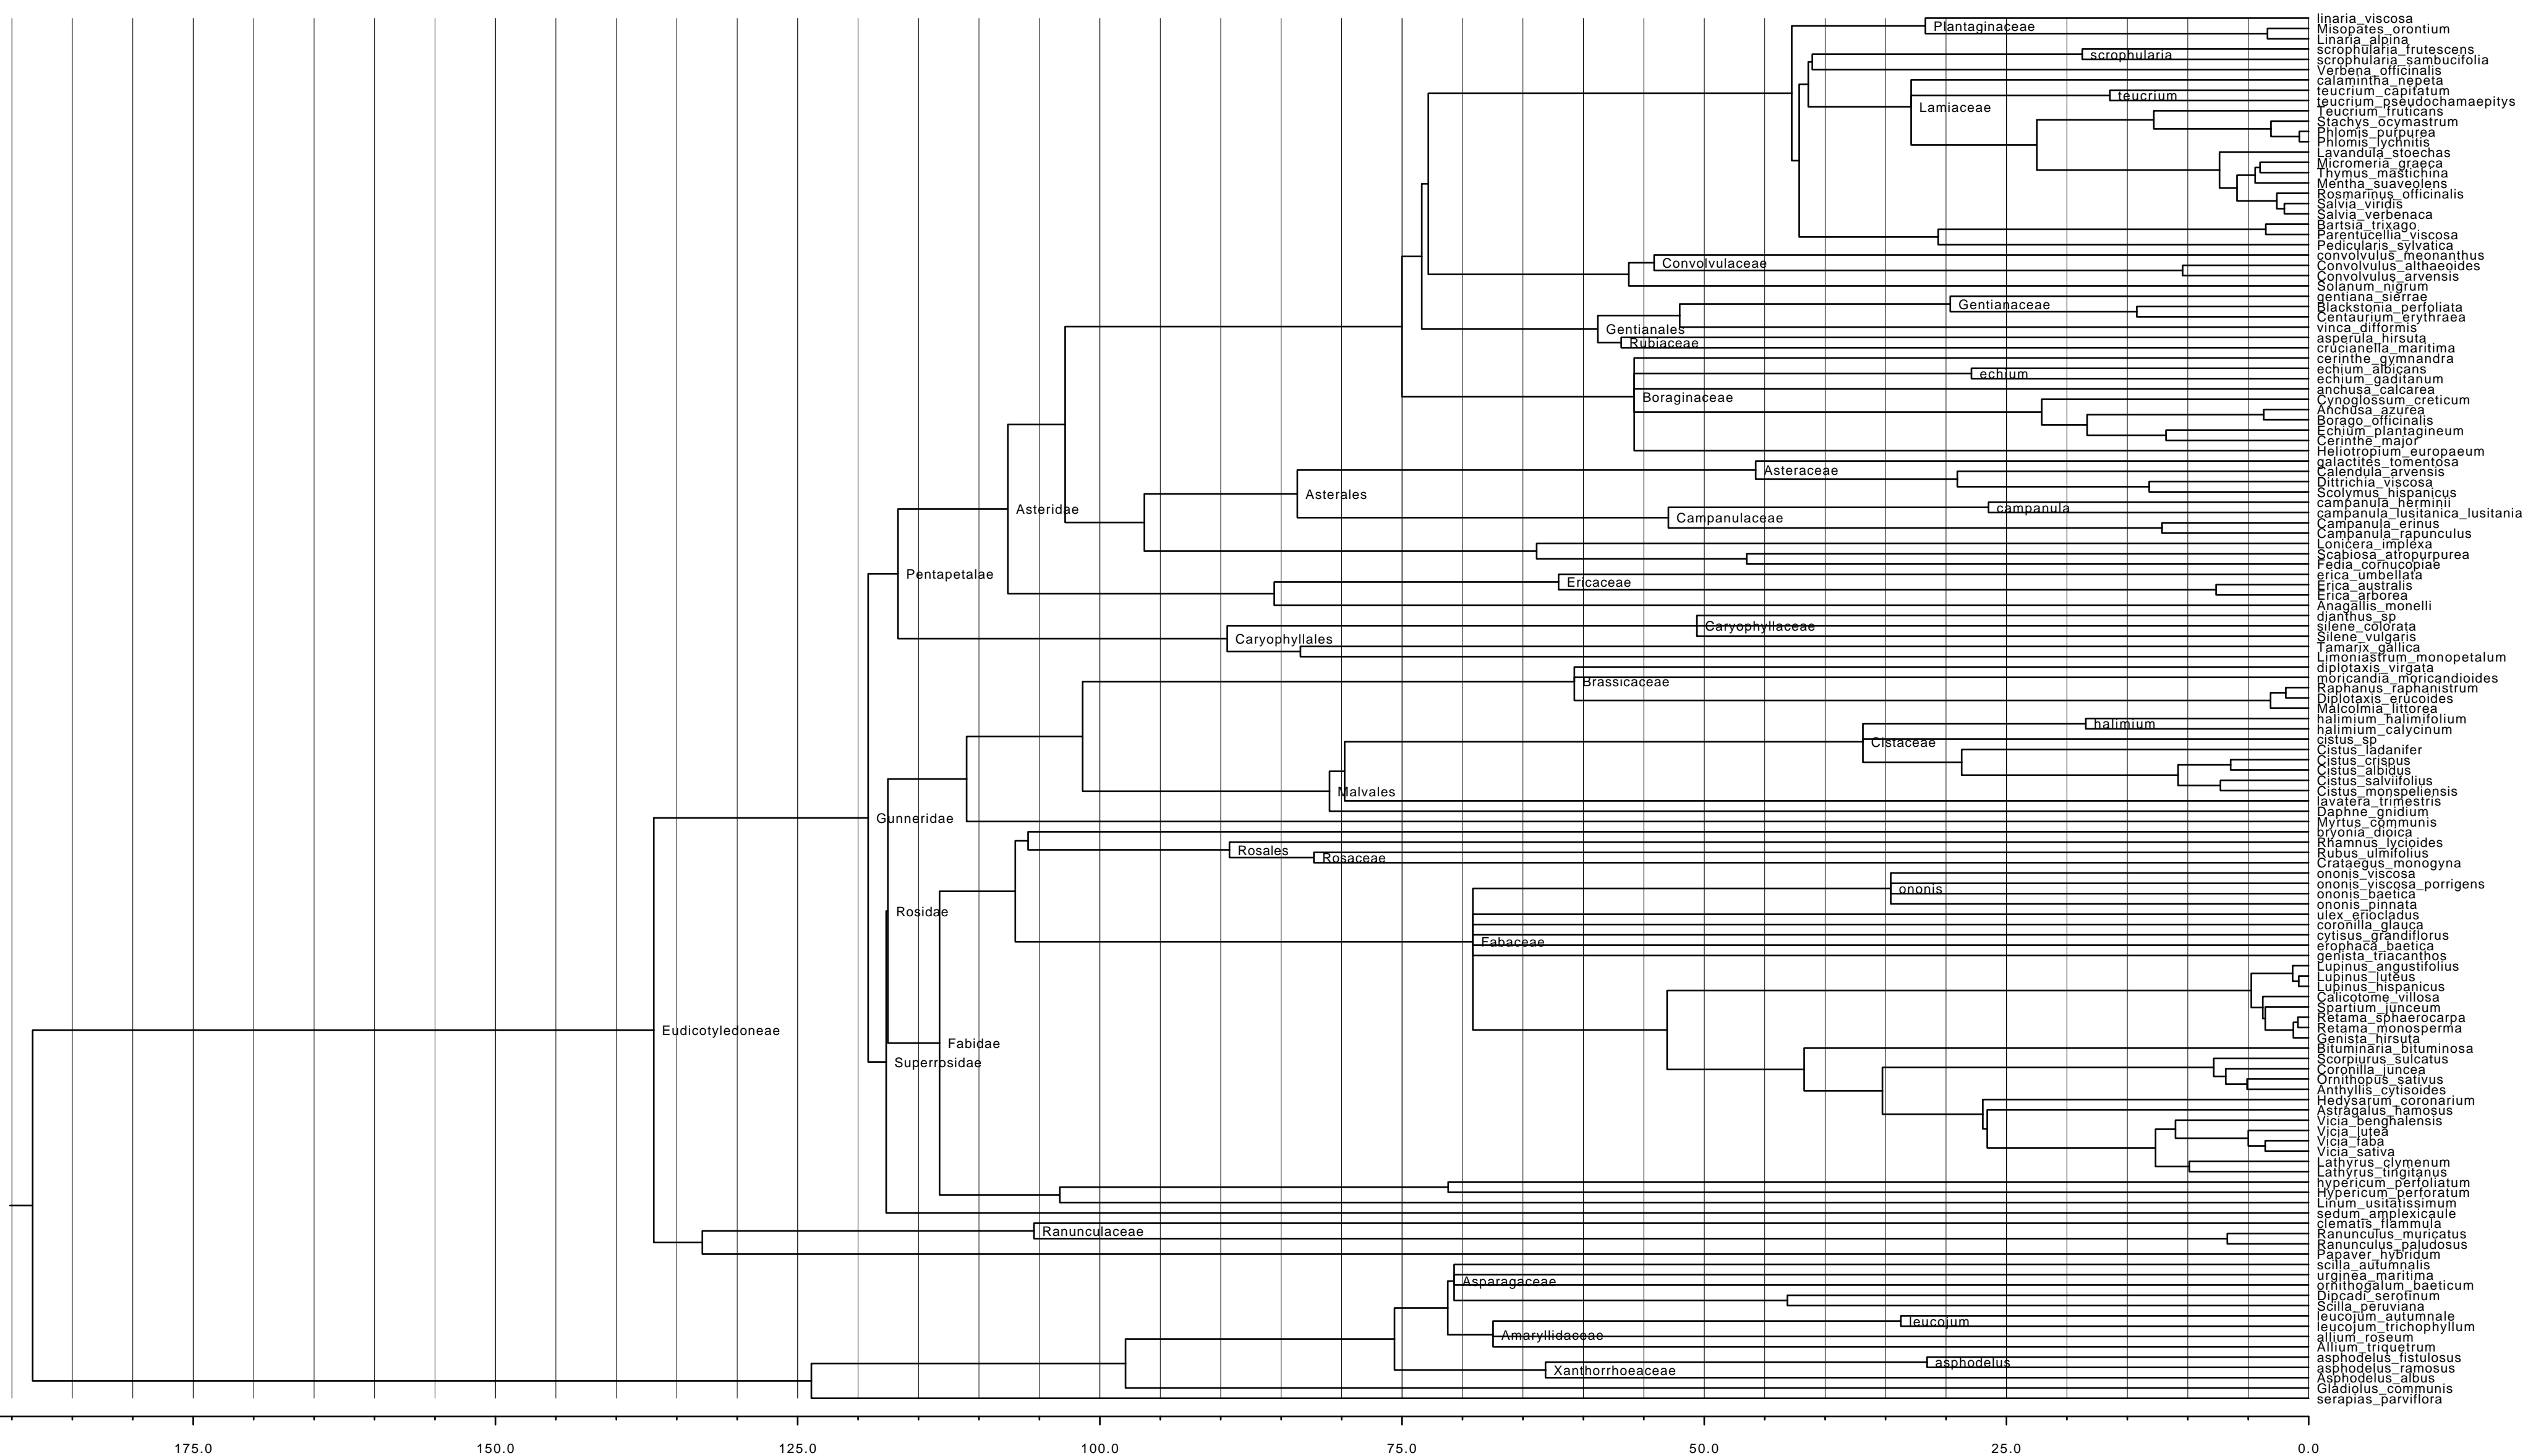 linaria_viscosa
Plantaginaceae
Misopates_orontium
Linaria_alpina
scrophularia_frutescens
scrophularia
scrophularia_sambucifolia
Verbena_officinalis
calamintha_nepeta
teucrium_capitatum
teucrium
teucrium_pseudochamaepitys
Lamiaceae
Teucrium_fruticans
Stachys_ocymastrum
Phlomis_purpurea
Phlomis_lychnitis
Lavandula_stoechas
Micromeria_graeca
Thymus_mastichina
Mentha_suaveolens
Rosmarinus_officinalis
Salvia_viridis
Salvia_verbenaca
Bartsia_trixago
Parentucellia_viscosa
Pedicularis_sylvatica
convolvulus_meonanthus
Convolvulaceae
Convolvulus_althaeoides
Convolvulus_arvensis
Solanum_nigrum
gentiana_sierrae
Gentianaceae
Blackstonia_perfoliata
Centaurium_erythraea
vinca_difformis
Gentianales
asperula_hirsuta
Rubiaceae
crucianella_maritima
cerinthe_gymnandra
echium_albicans
echium
echium_gaditanum
anchusa_calcarea
Boraginaceae
Cynoglossum_creticum
Anchusa_azurea
Borago_officinalis
Echium_plantagineum
Cerinthe_major
Heliotropium_europaeum
galactites_tomentosa
Asteraceae
Calendula_arvensis
Dittrichia_viscosa
Scolymus_hispanicus
Asterales
campanula_herminii
campanula
campanula_lusitanica_lusitania
Campanulaceae
Asteridae
Campanula_erinus
Campanula_rapunculus
Lonicera_implexa
Scabiosa_atropurpurea
Fedia_cornucopiae
Pentapetalae
erica_umbellata
Ericaceae
Erica_australis
Erica_arborea
Anagallis_monelli
dianthus_sp
silene_colorata
Caryophyllaceae
Silene_vulgaris
Caryophyllales
Tamarix_gallica
Limoniastrum_monopetalum
diplotaxis_virgata
moricandia_moricandioides
Brassicaceae
Raphanus_raphanistrum
Diplotaxis_erucoides
Malcolmia_littorea
halimium_halimifolium
halimium
halimium_calycinum
cistus_sp
Cistaceae
Cistus_ladanifer
Cistus_crispus
Cistus_albidus
Cistus_salviifolius
Cistus_monspeliensis
Malvales
lavatera_trimestris
Daphne_gnidium
Gunneridae
Myrtus_communis
bryonia_dioica
Rhamnus_lycioides
Rosales
Rubus_ulmifolius
Rosaceae
Crataegus_monogyna
ononis_viscosa
ononis_viscosa_porrigens
ononis
ononis_baetica
ononis_pinnata
Rosidae
ulex_eriocladus
coronilla_glauca
cytisus_grandiflorus
Fabaceae
erophaca_baetica
genista_triacanthos
Lupinus_angustifolius
Lupinus_luteus
Lupinus_hispanicus
Calicotome_villosa
Spartium_junceum
Retama_sphaerocarpa
Retama_monosperma
Eudicotyledoneae
Genista_hirsuta
Fabidae
Bituminaria_bituminosa
Scorpiurus_sulcatus
Superrosidae
Coronilla_juncea
Ornithopus_sativus
Anthyllis_cytisoides
Hedysarum_coronarium
Astragalus_hamosus
Vicia_benghalensis
Vicia_lutea
Vicia_faba
Vicia_sativa
Lathyrus_clymenum
Lathyrus_tingitanus
hypericum_perfoliatum
Hypericum_perforatum
Linum_usitatissimum
sedum_amplexicaule
clematis_flammula
Ranunculaceae
Ranunculus_muricatus
Ranunculus_paludosus
Papaver_hybridum
scilla_autumnalis
urginea_maritima
Asparagaceae
ornithogalum_baeticum
Dipcadi_serotinum
Scilla_peruviana
leucojum_autumnale
leucojum
leucojum_trichophyllum
Amaryllidaceae
allium_roseum
Allium_triquetrum
asphodelus_fistulosus
asphodelus
asphodelus_ramosus
Xanthorrhoeaceae
Asphodelus_albus
Gladiolus_communis
serapias_parviflora
175.0 150.0 125.0 100.0 75.0 50.0 25.0 0.0